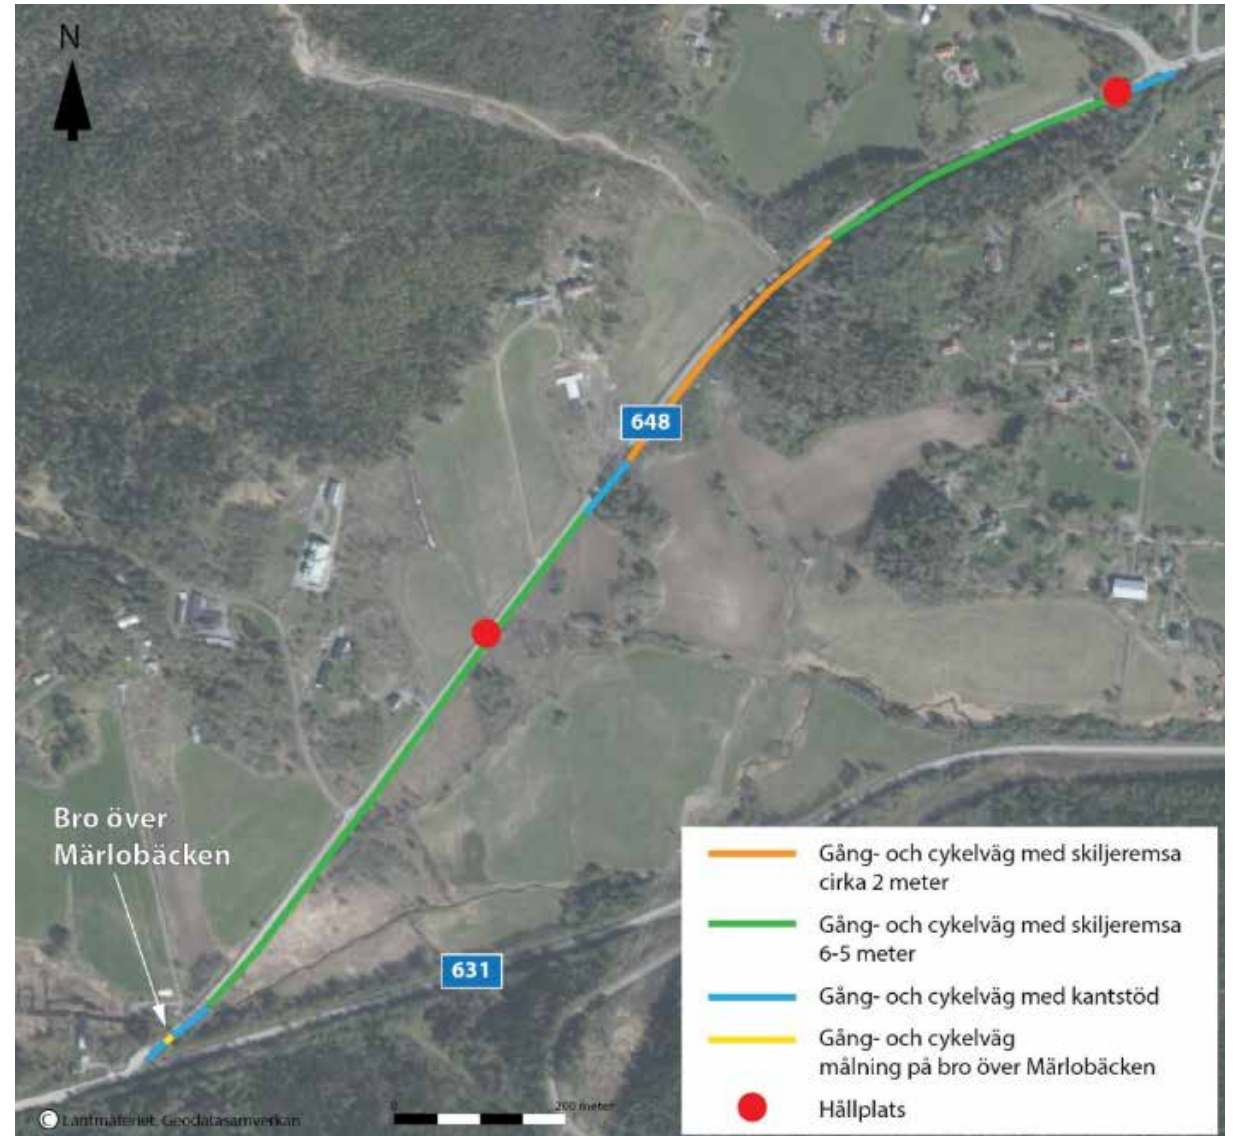 N
648
Bro över
Märlobäcken
631
Gång- och cykelväg med skiljeremsa
cirka 2 meter
Gång- och cykelväg med skiljeremsa
6-5 meter
Gång- och cykelväg med kantstöd
Gång- och cykelväg
målning på bro över Märlobäcken
Hållplats
© Lantmäteriet, Geodatasamverkan
0 200 meter